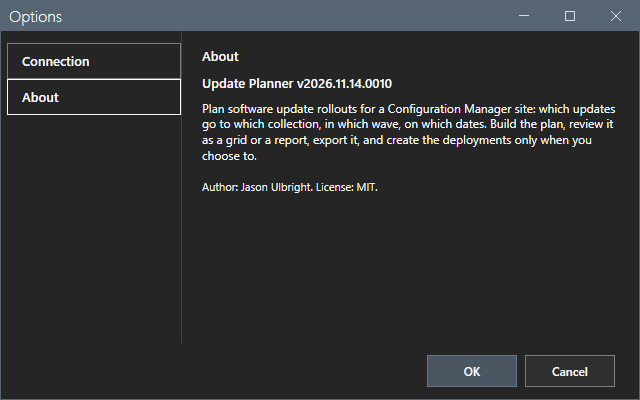 Options
Connection
About
About
Update Planner v2026.11.14.0010
Plan software update rollouts for a Configuration Manager site: which updates
go to which collection, in which wave, on which dates. Build the plan, review it
as a grid or a report, export it, and create the deployments only when you
choose to.
Author: Jason Ulbright. License: MIT.
OK
Cancel